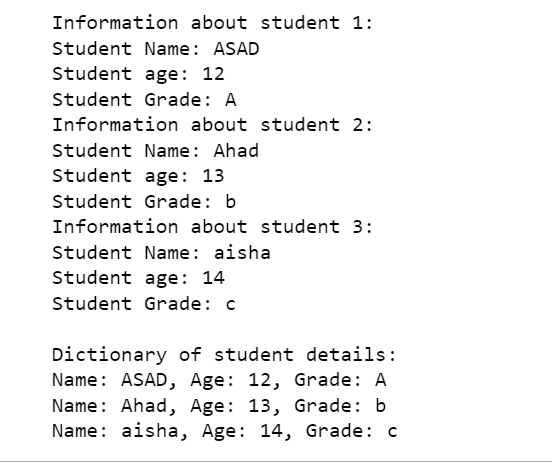 Information about student 1:
Student Name: ASAD
Student age: 12
Student Grade: A
Information about student 2:
Student Name: Ahad
Student age: 13
Student Grade: b
Information about student 3:
Student Name: aisha
Student age: 14
Student Grade: c

Dictionary of student details:
Name: ASAD, Age: 12, Grade: A
Name: Ahad, Age: 13, Grade: b
Name: aisha, Age: 14, Grade: c